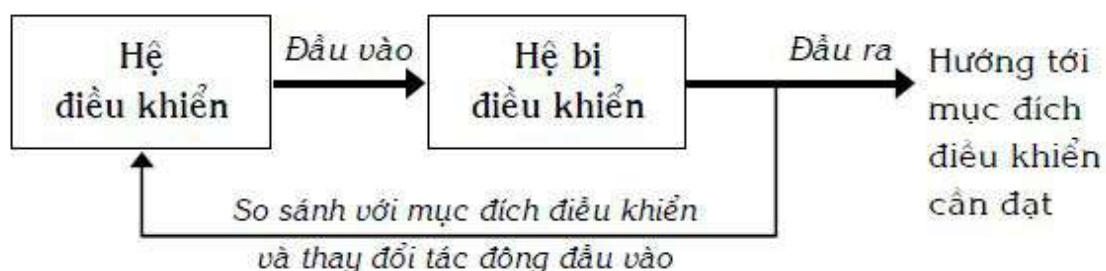 Hệ
điều khiển
Đầu vào
Hệ bị
điều khiển
Đầu ra
Hướng tới
mục đích
điều khiển
cần đạt
So sánh với mục đích điều khiển
và thay đổi tác động đầu vào